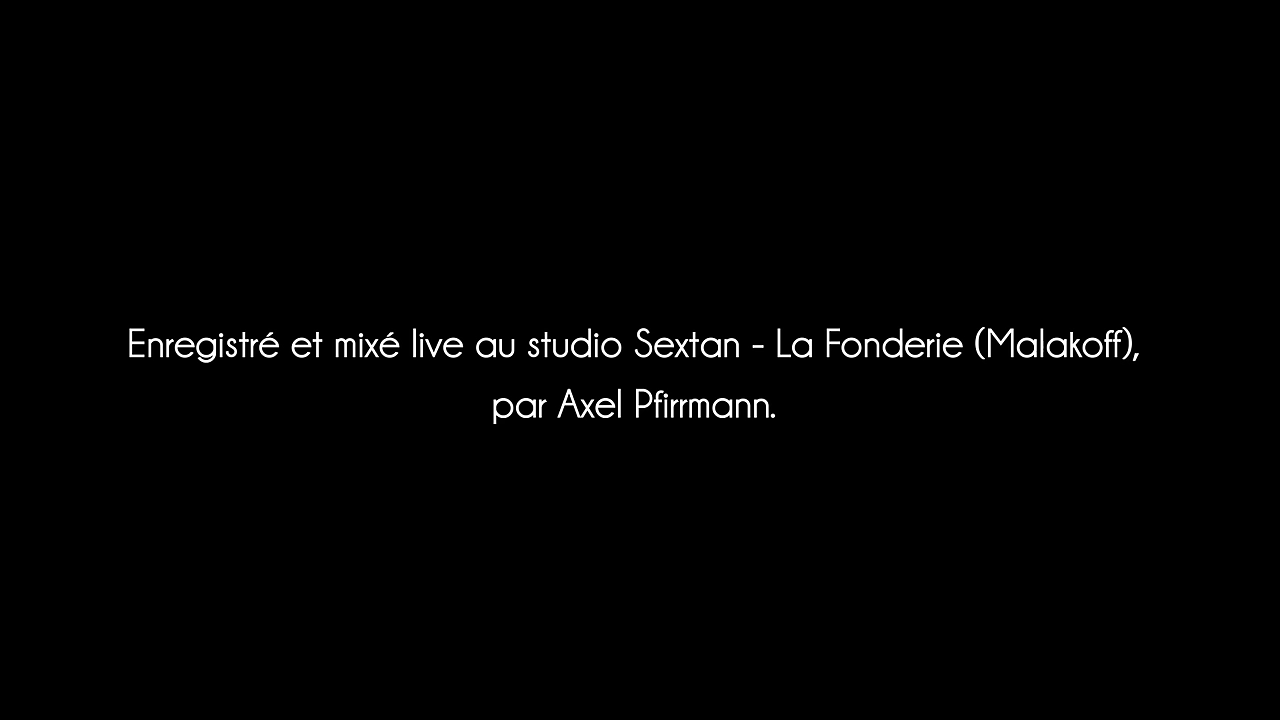 Enregistré et mixé live au studio Sextan - La Fonderie (Malakoff),
par Axel Pfirrmann.